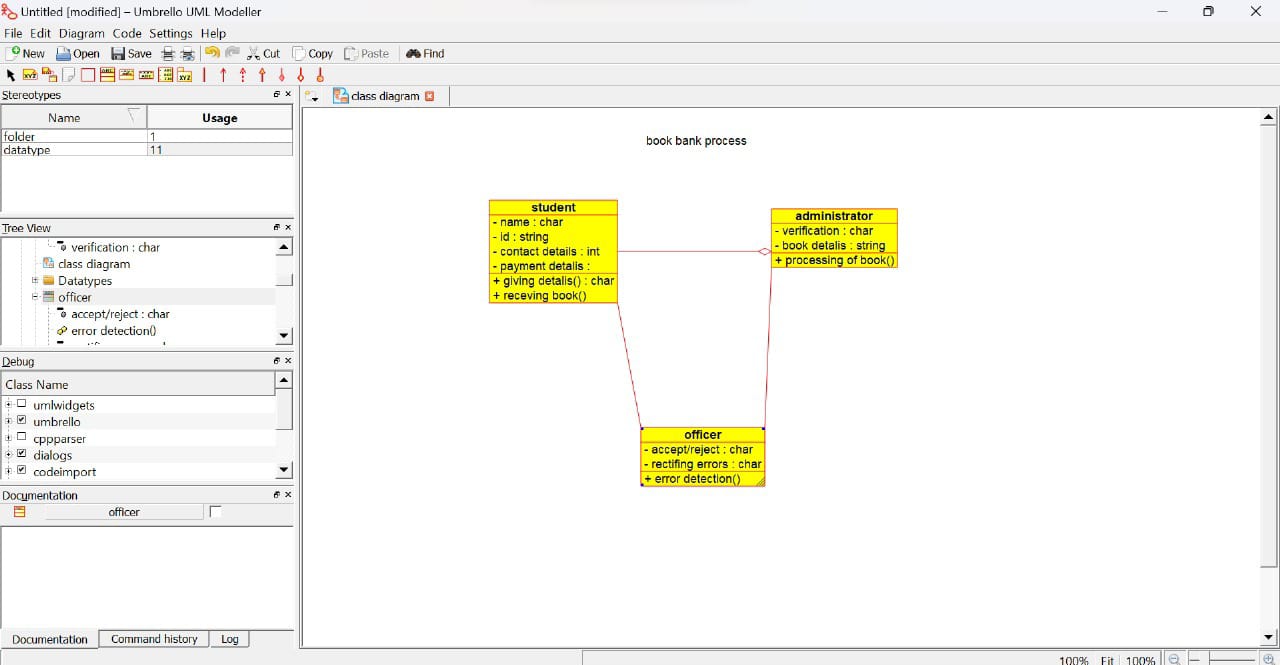 Untitled [modified] – Umbrello UML Modeller
File Edit Diagram Code Settings Help
New Open Save Cut Copy Paste Find
Stereotypes
Name Usage
folder 1
datatype 11
Tree View
verification : char
class diagram
Datatypes
officer
accept/reject : char
error detection()
Debug
Class Name
umlwidgets
umbrello
cppparser
dialogs
codeimport
Documentation
officer
Documentation Command history Log
class diagram
book bank process
student
- name : char
- id : string
- contact details : int
- payment detalis :
+ giving detalis() : char
+ receving book()
administrator
- verification : char
- book detalis : string
+ processing of book()
officer
- accept/reject : char
- rectifing errors : char
+ error detection()
100% Fit 100%